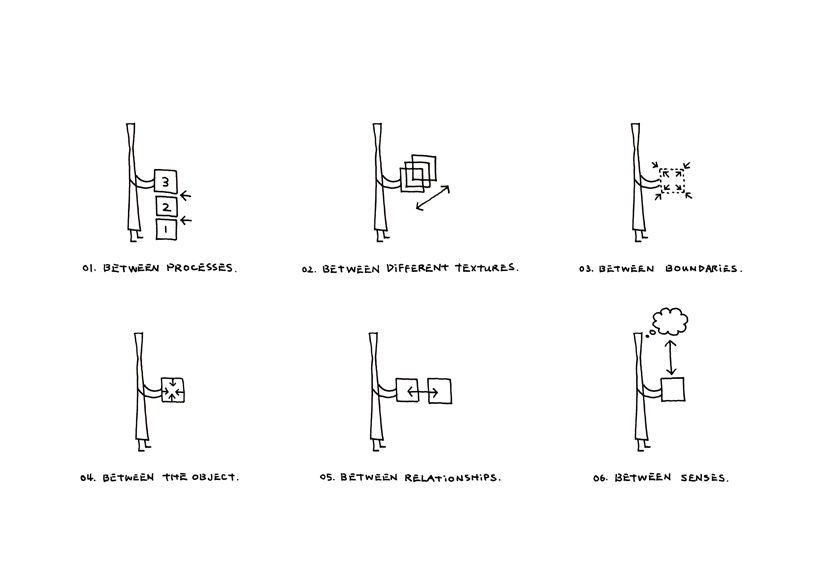 3
2
1
01. BETWEEN PROCESSES.
02. BETWEEN DIFFERENT TEXTURES.
03. BETWEEN BOUNDARIES.
04. BETWEEN THE OBJECT.
05. BETWEEN RELATIONSHIPS.
06. BETWEEN SENSES.